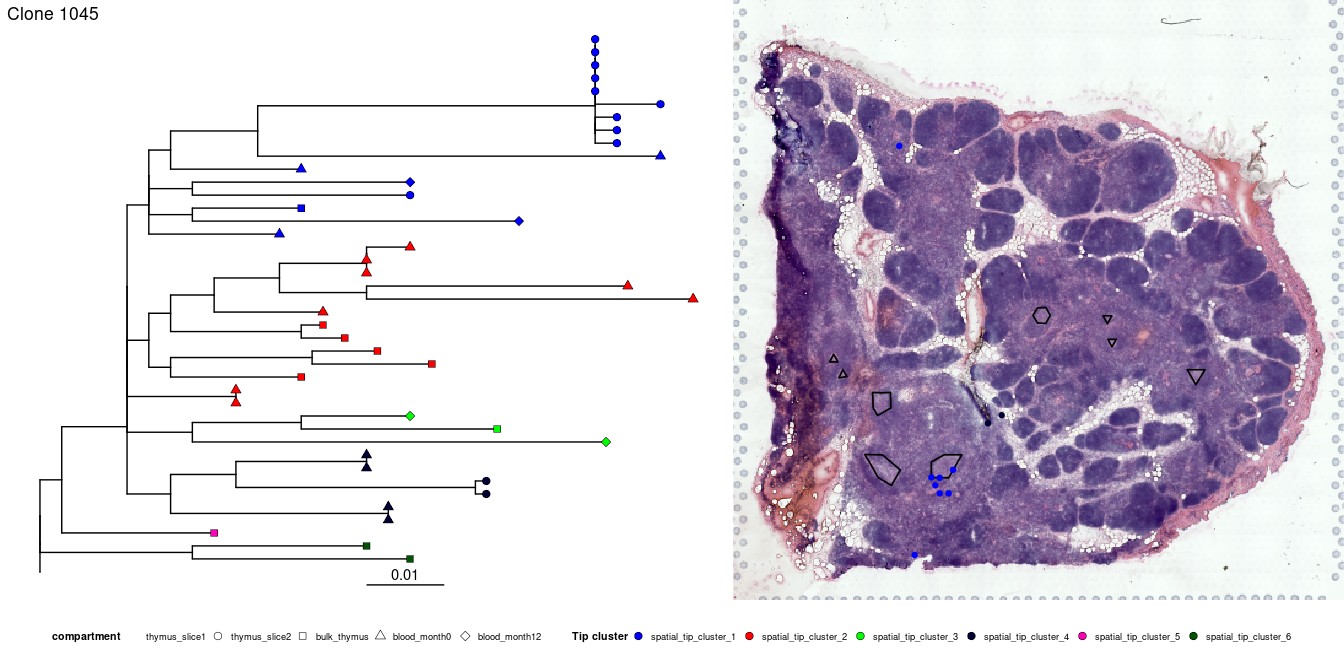 Clone 1045
0.01
compartment thymus_slice1 thymus_slice2 bulk_thymus blood_month0 blood_month12 Tip cluster spatial_tip_cluster_1 spatial_tip_cluster_2 spatial_tip_cluster_3 spatial_tip_cluster_4 spatial_tip_cluster_5 spatial_tip_cluster_6